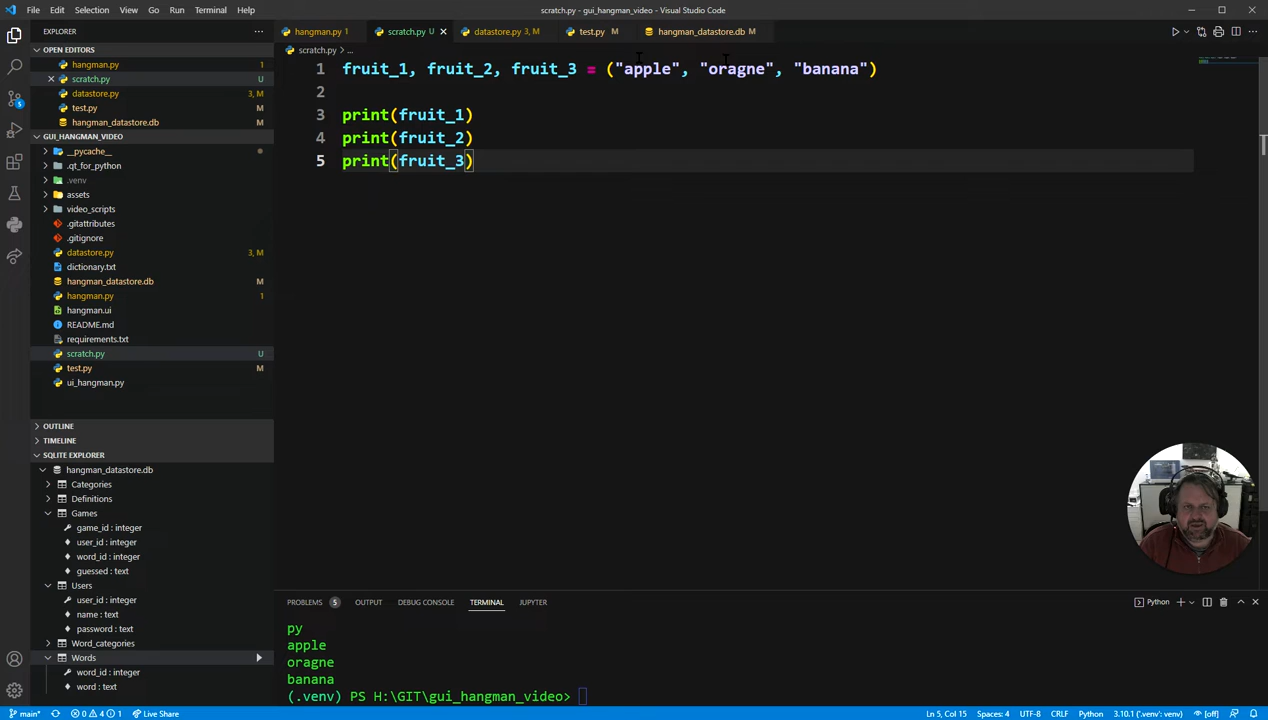 File Edit Selection View Go Run Terminal Help
scratch.py - gui_hangman_video - Visual Studio Code
EXPLORER
OPEN EDITORS
hangman.py 1
scratch.py U
datastore.py 3, M
test.py M
hangman_datastore.db M
GUI_HANGMAN_VIDEO
__pycache__
.qt_for_python
.venv
assets
video_scripts
.gitattributes
.gitignore
datastore.py 3, M
dictionary.txt
hangman_datastore.db M
hangman.py 1
hangman.ui
README.md
requirements.txt
scratch.py U
test.py M
ui_hangman.py
OUTLINE
TIMELINE
SQLITE EXPLORER
hangman_datastore.db
Categories
Definitions
Games
game_id : integer
user_id : integer
word_id : integer
guessed : text
Users
user_id : integer
name : text
password : text
Word_categories
Words
word_id : integer
word : text
hangman.py 1 scratch.py datastore.py 3, M test.py M hangman_datastore.db M
scratch.py > ...
1 fruit_1, fruit_2, fruit_3 = ("apple", "oragne", "banana")
2
3 print(fruit_1)
4 print(fruit_2)
5 print(fruit_3)
PROBLEMS 5 OUTPUT DEBUG CONSOLE TERMINAL JUPYTER
Python
py
apple
oragne
banana
(.venv) PS H:\GIT\gui_hangman_video>
5
main* 0 4 1 Live Share
Ln 5, Col 15 Spaces: 4 UTF-8 CRLF Python 3.10.1 ('.venv': venv) [off]